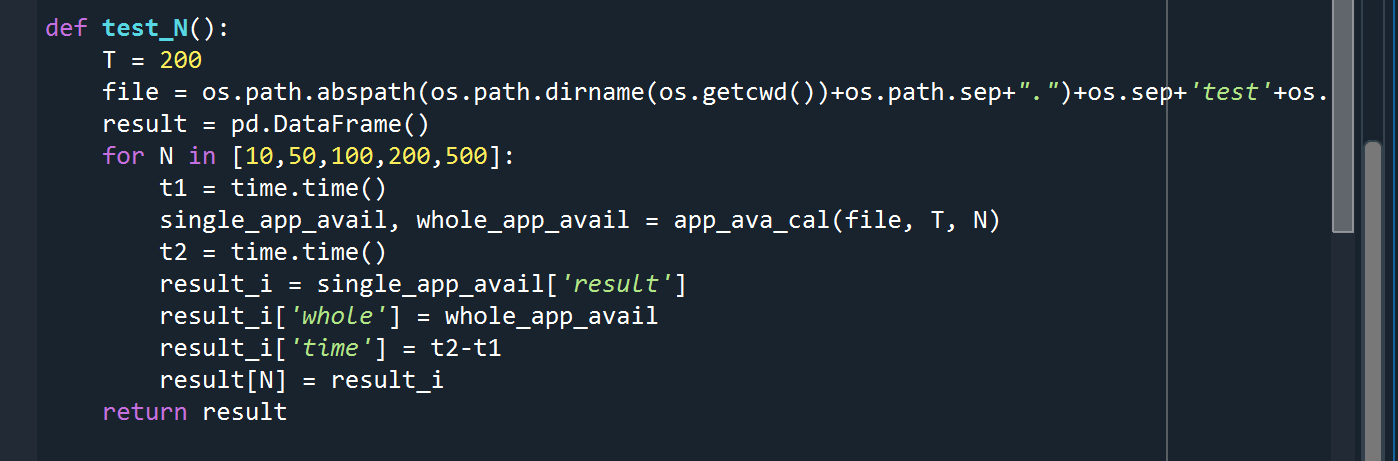 def test_N():
    T = 200
    file = os.path.abspath(os.path.dirname(os.getcwd())+os.path.sep+".")+os.sep+'test'+os.
    result = pd.DataFrame()
    for N in [10,50,100,200,500]:
        t1 = time.time()
        single_app_avail, whole_app_avail = app_ava_cal(file, T, N)
        t2 = time.time()
        result_i = single_app_avail['result']
        result_i['whole'] = whole_app_avail
        result_i['time'] = t2-t1
        result[N] = result_i
    return result